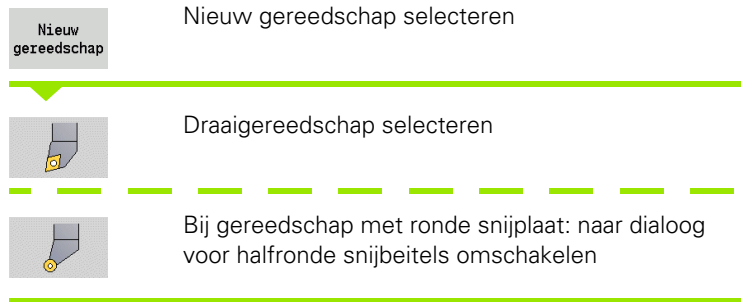 Nieuw
gereedschap
Nieuw gereedschap selecteren
Draaigereedschap selecteren
Bij gereedschap met ronde snijplaat: naar dialoog
voor halfronde snijbeitels omschakelen